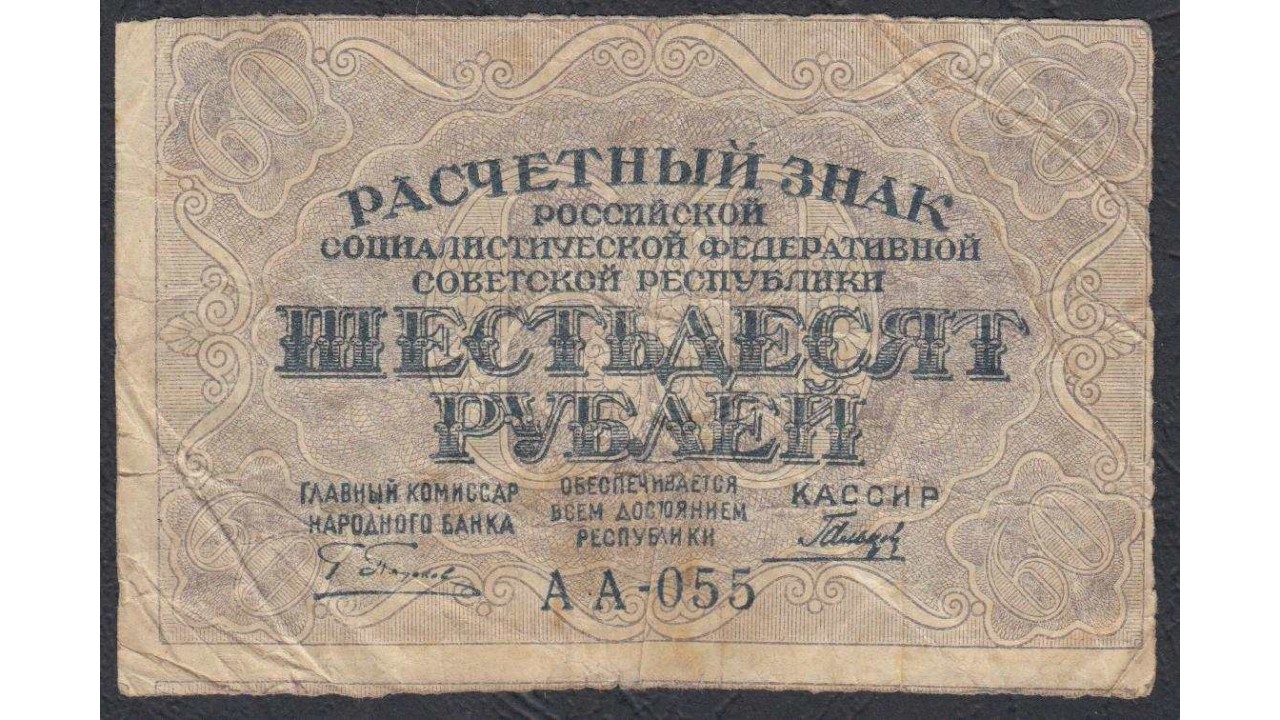 60 60
РАСЧЕТНЫЙ ЗНАК
РОССИЙСКОЙ
СОЦИАЛИСТИЧЕСКОЙ ФЕДЕРАТИВНОЙ
СОВЕТСКОЙ РЕСПУБЛИКИ
ШЕСТЬДЕСЯТ
РУБЛЕЙ
ГЛАВНЫЙ КОМИССАР
НАРОДНОГО БАНКА
ОБЕСПЕЧИВАЕТСЯ
ВСЕМ ДОСТОЯНИЕМ
РЕСПУБЛИКИ
КАССИР
60 60
АА-055